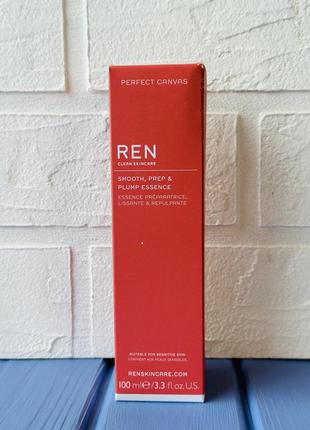 PERFECT CANVAS
REN
CLEAN SKINCARE
SMOOTH, PREP &
PLUMP ESSENCE
ESSENCE PRÉPARATRICE,
LISSANTE & REPULPANTE
SUITABLE FOR SENSITIVE SKIN
CONVIENT AUX PEAUX SENSIBLES
RENSKINCARE.COM
100 ml ℮/3.3 fl.oz.U.S.